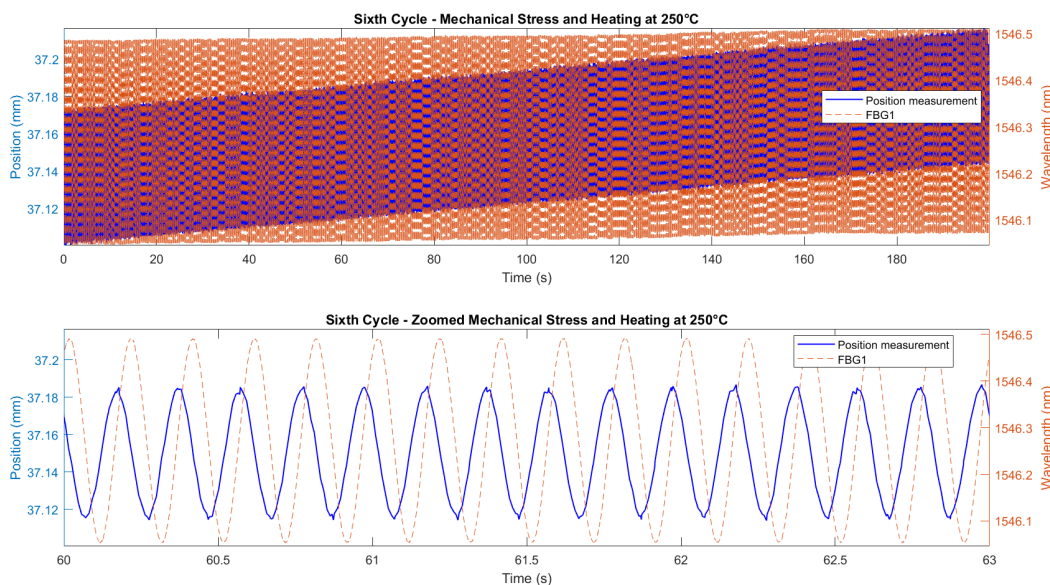 Sixth Cycle - Mechanical Stress and Heating at 250°C
37.2
37.18
37.16
37.14
37.12
Position (mm)
1546.5
1546.4
1546.3
1546.2
1546.1
Wavelength (nm)
Position measurement
FBG1
0 20 40 60 80 100 120 140 160 180
Time (s)
Sixth Cycle - Zoomed Mechanical Stress and Heating at 250°C
37.2
37.18
37.16
37.14
37.12
Position (mm)
1546.5
1546.4
1546.3
1546.2
1546.1
Wavelength (nm)
Position measurement
FBG1
60 60.5 61 61.5 62 62.5 63
Time (s)